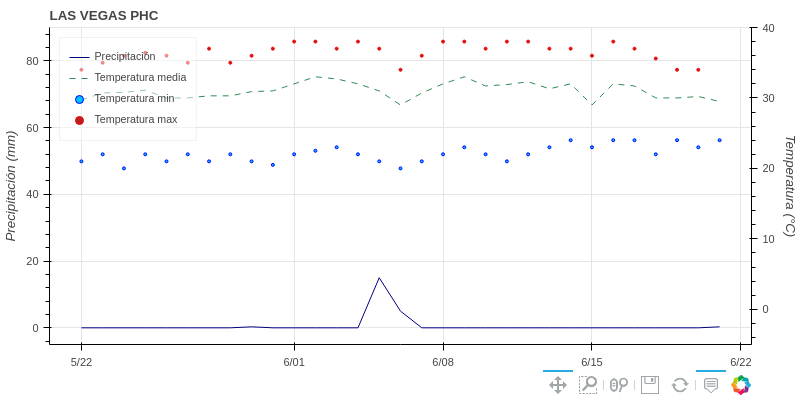 LAS VEGAS PHC
Precipitación
Temperatura media
Temperatura min
Temperatura max
Precipitación (mm)
80
60
40
20
0
Temperatura (°C)
40
30
20
10
0
5/22
6/01
6/08
6/15
6/22